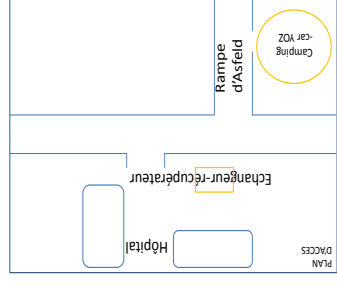 PLAN
D'ACCES
Hôpital
Echangeur-récupérateur
Rampe
d'Asfeld
Camping
-car YOZ